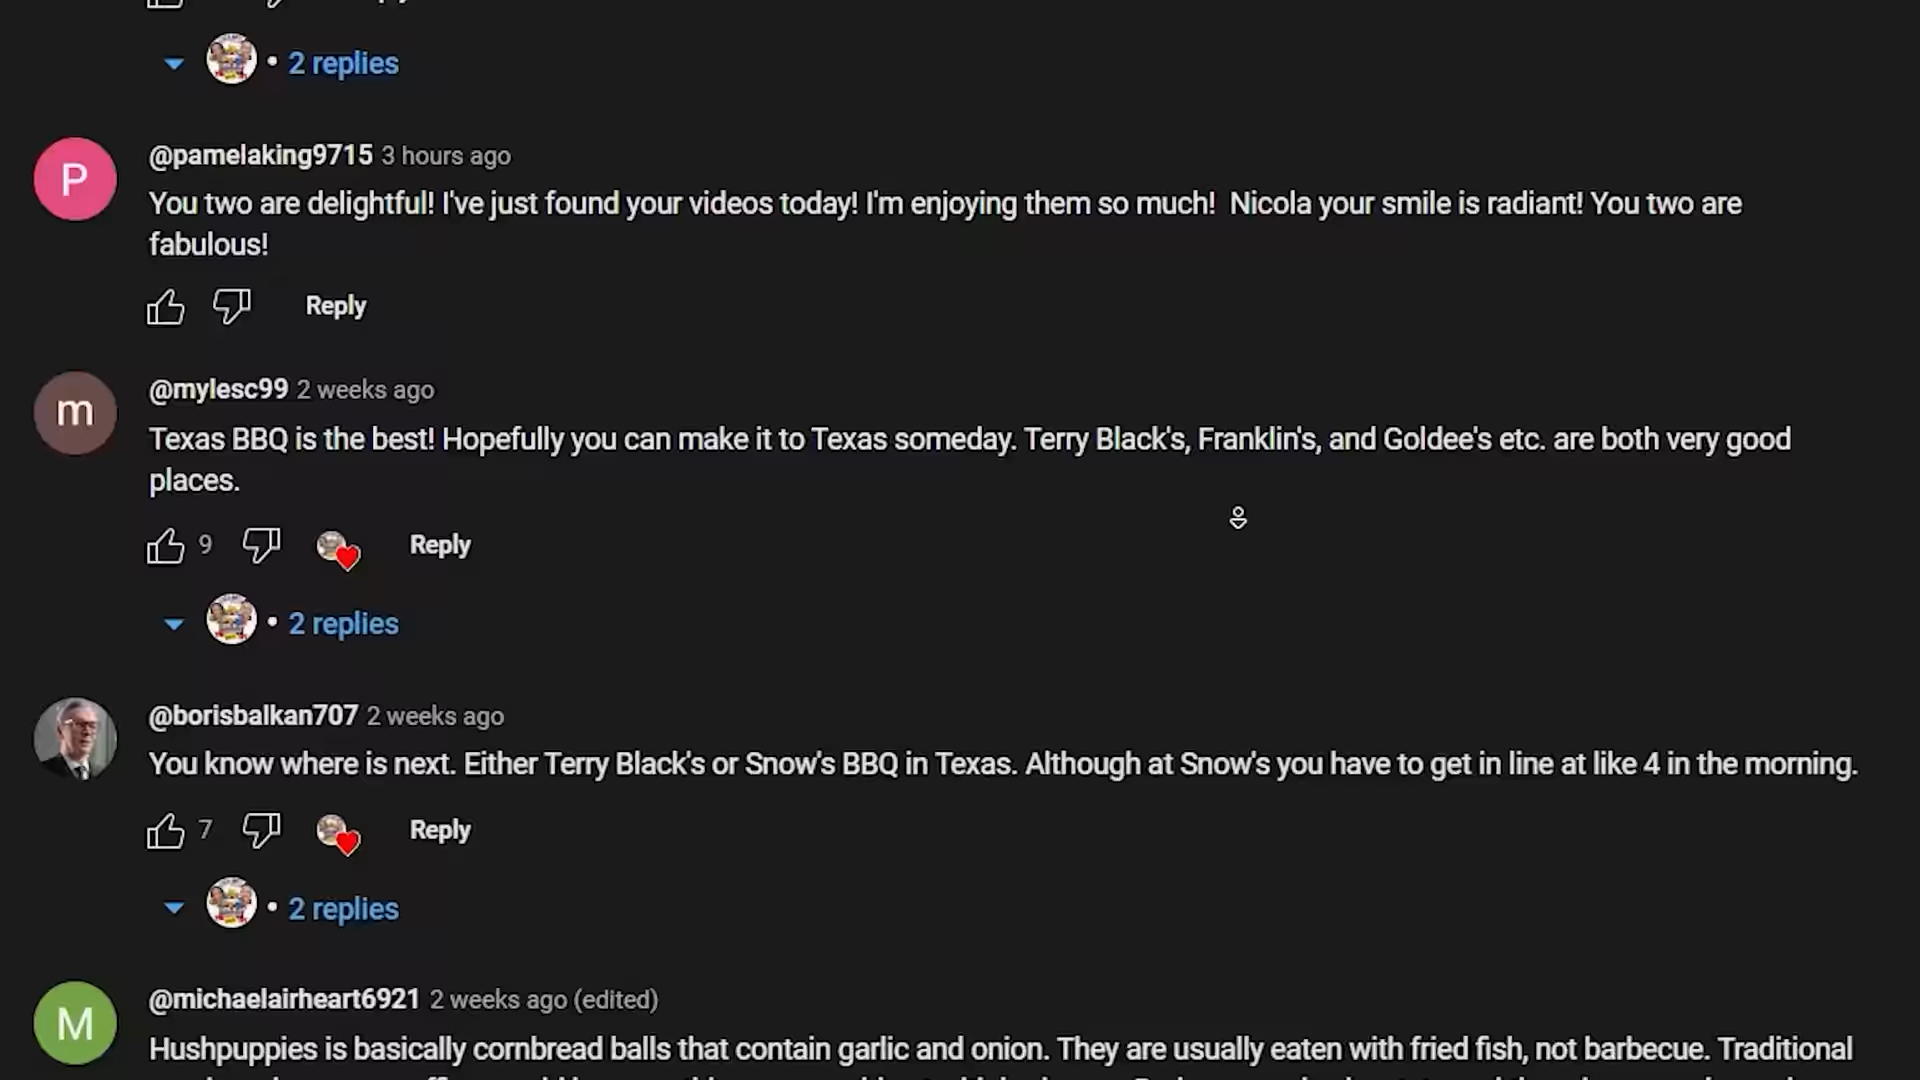 2 replies
P
@pamelaking9715 3 hours ago
You two are delightful! I've just found your videos today! I'm enjoying them so much!  Nicola your smile is radiant! You two are
fabulous!
Reply
m
@mylesc99 2 weeks ago
Texas BBQ is the best! Hopefully you can make it to Texas someday. Terry Black's, Franklin's, and Goldee's etc. are both very good
places.
9 Reply
2 replies
@borisbalkan707 2 weeks ago
You know where is next. Either Terry Black's or Snow's BBQ in Texas. Although at Snow's you have to get in line at like 4 in the morning.
7 Reply
2 replies
M
@michaelairheart6921 2 weeks ago (edited)
Hushpuppies is basically cornbread balls that contain garlic and onion. They are usually eaten with fried fish, not barbecue. Traditional